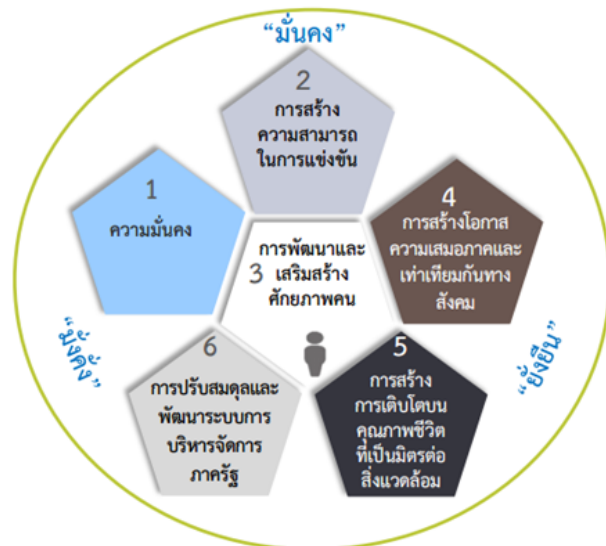 “มั่นคง”
2
การสร้าง
ความสามารถ
ในการแข่งขัน
1
ความมั่นคง
4
การสร้างโอกาส
ความเสมอภาคและ
เท่าเทียมกันทาง
สังคม
การพัฒนาและ
3 เสริมสร้าง
ศักยภาพคน
“มั่งคั่ง”
“ยั่งยืน”
6
การปรับสมดุลและ
พัฒนาระบบการ
บริหารจัดการ
ภาครัฐ
5
การสร้าง
การเติบโตบน
คุณภาพชีวิต
ที่เป็นมิตรต่อ
สิ่งแวดล้อม